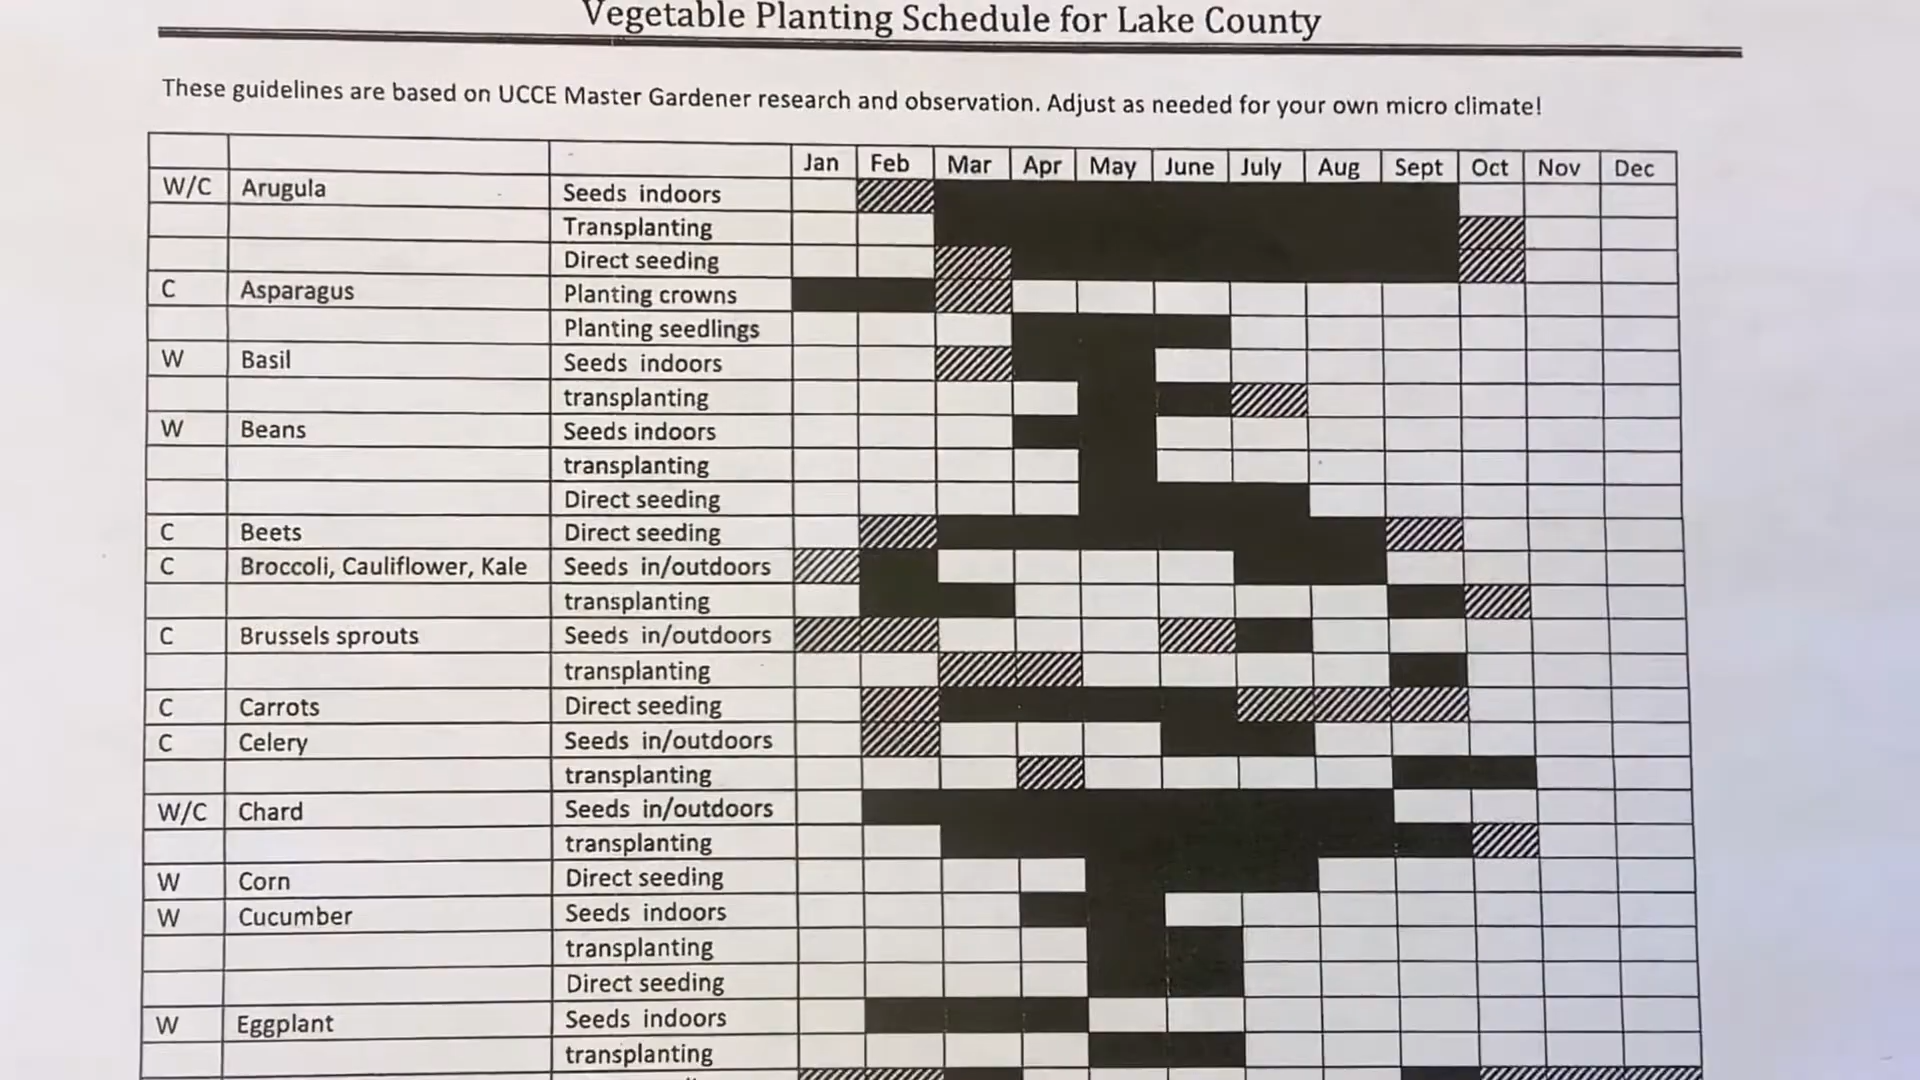 Vegetable Planting Schedule for Lake County
These guidelines are based on UCCE Master Gardener research and observation. Adjust as needed for your own micro climate!
Jan Feb Mar Apr May June July Aug Sept Oct Nov Dec
W/C Arugula Seeds indoors
Transplanting
Direct seeding
C Asparagus Planting crowns
Planting seedlings
W Basil Seeds indoors
transplanting
W Beans Seeds indoors
transplanting
Direct seeding
C Beets Direct seeding
C Broccoli, Cauliflower, Kale Seeds in/outdoors
transplanting
C Brussels sprouts Seeds in/outdoors
transplanting
C Carrots Direct seeding
C Celery Seeds in/outdoors
transplanting
W/C Chard Seeds in/outdoors
transplanting
W Corn Direct seeding
W Cucumber Seeds indoors
transplanting
Direct seeding
W Eggplant Seeds indoors
transplanting